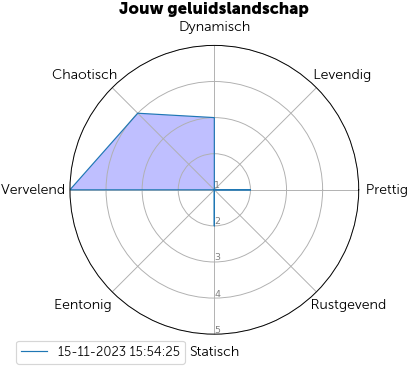 Jouw geluidslandschap
Dynamisch
Chaotisch
Levendig
Vervelend
Prettig
1
2
3
4
5
Eentonig
Rustgevend
15-11-2023 15:54:25
Statisch